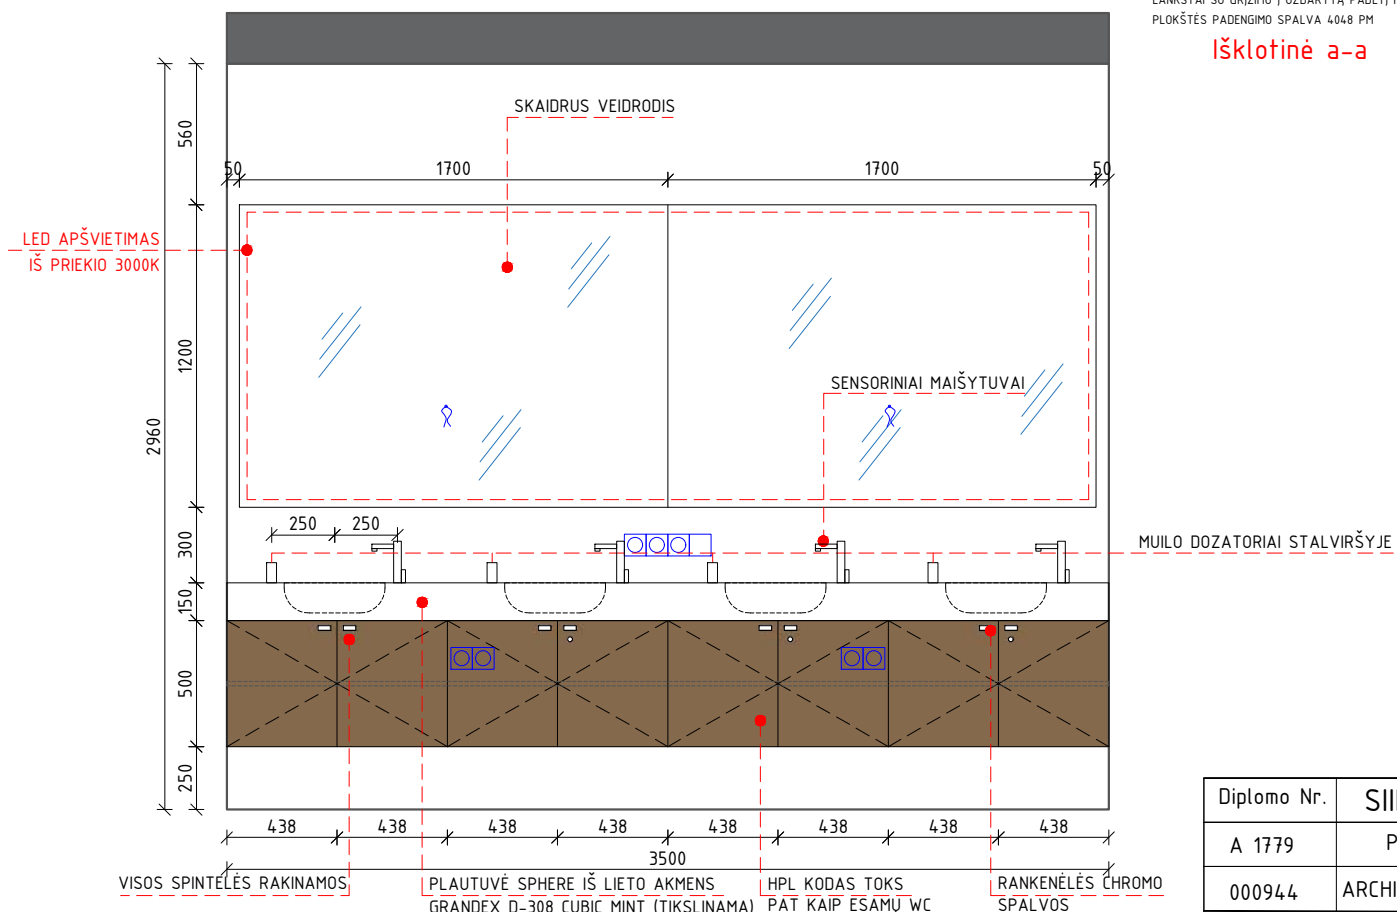 PLOKŠTĖS PADENGIMO SPALVA 4048 PM
Išklotinė a-a
SKAIDRUS VEIDRODIS
560
50
1700
1700
50
LED APŠVIETIMAS
IŠ PRIEKIO 3000K
1200
2960
SENSORINIAI MAIŠYTUVAI
250
250
300
MUILO DOZATORIAI STALVIRŠYJE
150
500
250
438
438
438
438
438
438
438
438
3500
VISOS SPINTELĖS RAKINAMOS
PLAUTUVĖ SPHERE IŠ LIETO AKMENS
GRANDEX D-308 CUBIC MINT (TIKSLINAMA)
HPL KODAS TOKS
PAT KAIP ESAMŲ WC
RANKENĖLĖS CHROMO
SPALVOS
Diplomo Nr.
A 1779
000944